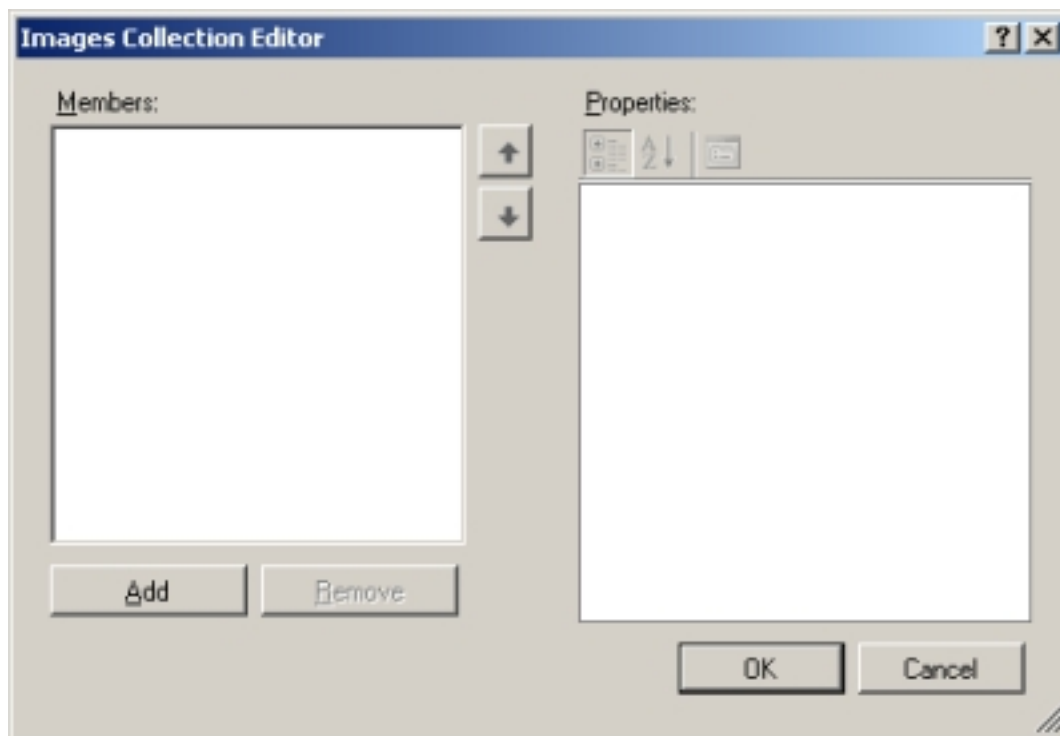 Images Collection Editor
Members:
Properties:
Add
Remove
OK
Cancel